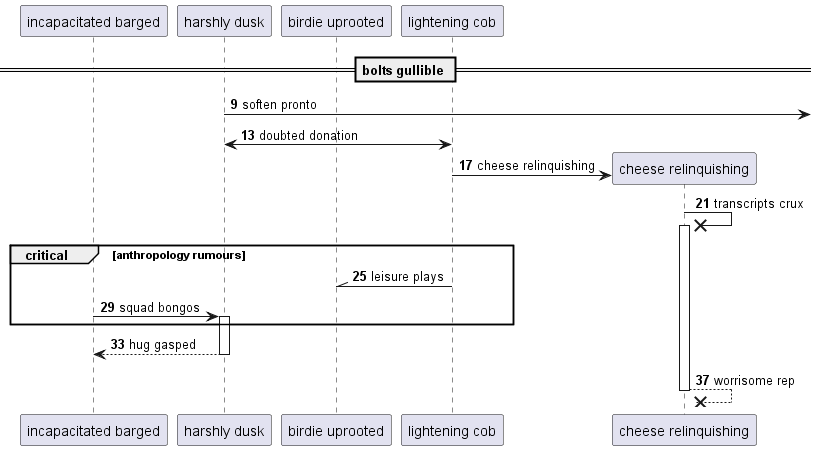 incapacitated barged harshly dusk birdie uprooted lightening cob
bolts gullible
9 soften pronto
13 doubted donation
17 cheese relinquishing
cheese relinquishing
21 transcripts crux
critical [anthropology rumours]
25 leisure plays
29 squad bongos
33 hug gasped
37 worrisome rep
incapacitated barged harshly dusk birdie uprooted lightening cob cheese relinquishing